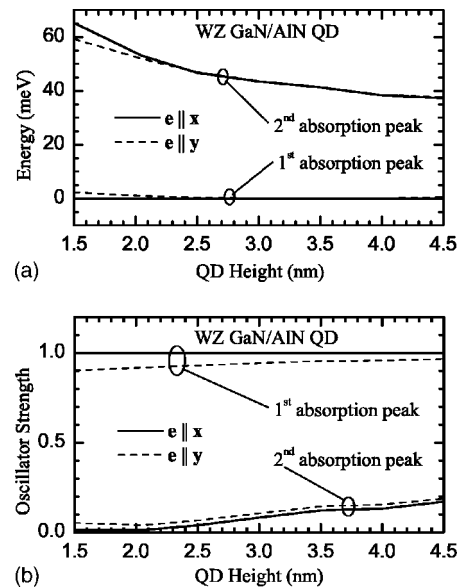 WZ GaN/AlN QD
60
40
20
0
Energy (meV)
e || x
e || y
2nd absorption peak
1st absorption peak
1.5 2.0 2.5 3.0 3.5 4.0 4.5
(a)
QD Height (nm)
WZ GaN/AlN QD
1.0
0.5
0.0
Oscillator Strength
1st absorption peak
e || x
e || y
2nd absorption peak
1.5 2.0 2.5 3.0 3.5 4.0 4.5
(b)
QD Height (nm)